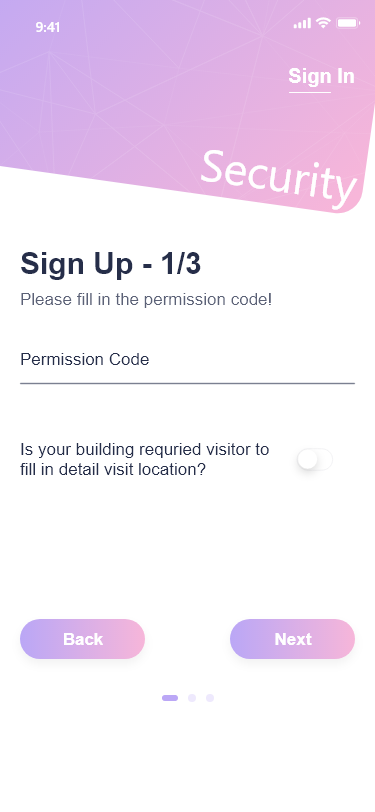 9:41
Sign In
Security
Sign Up - 1/3
Please fill in the permission code!
Permission Code
Is your building requried visitor to
fill in detail visit location?
Back
Next